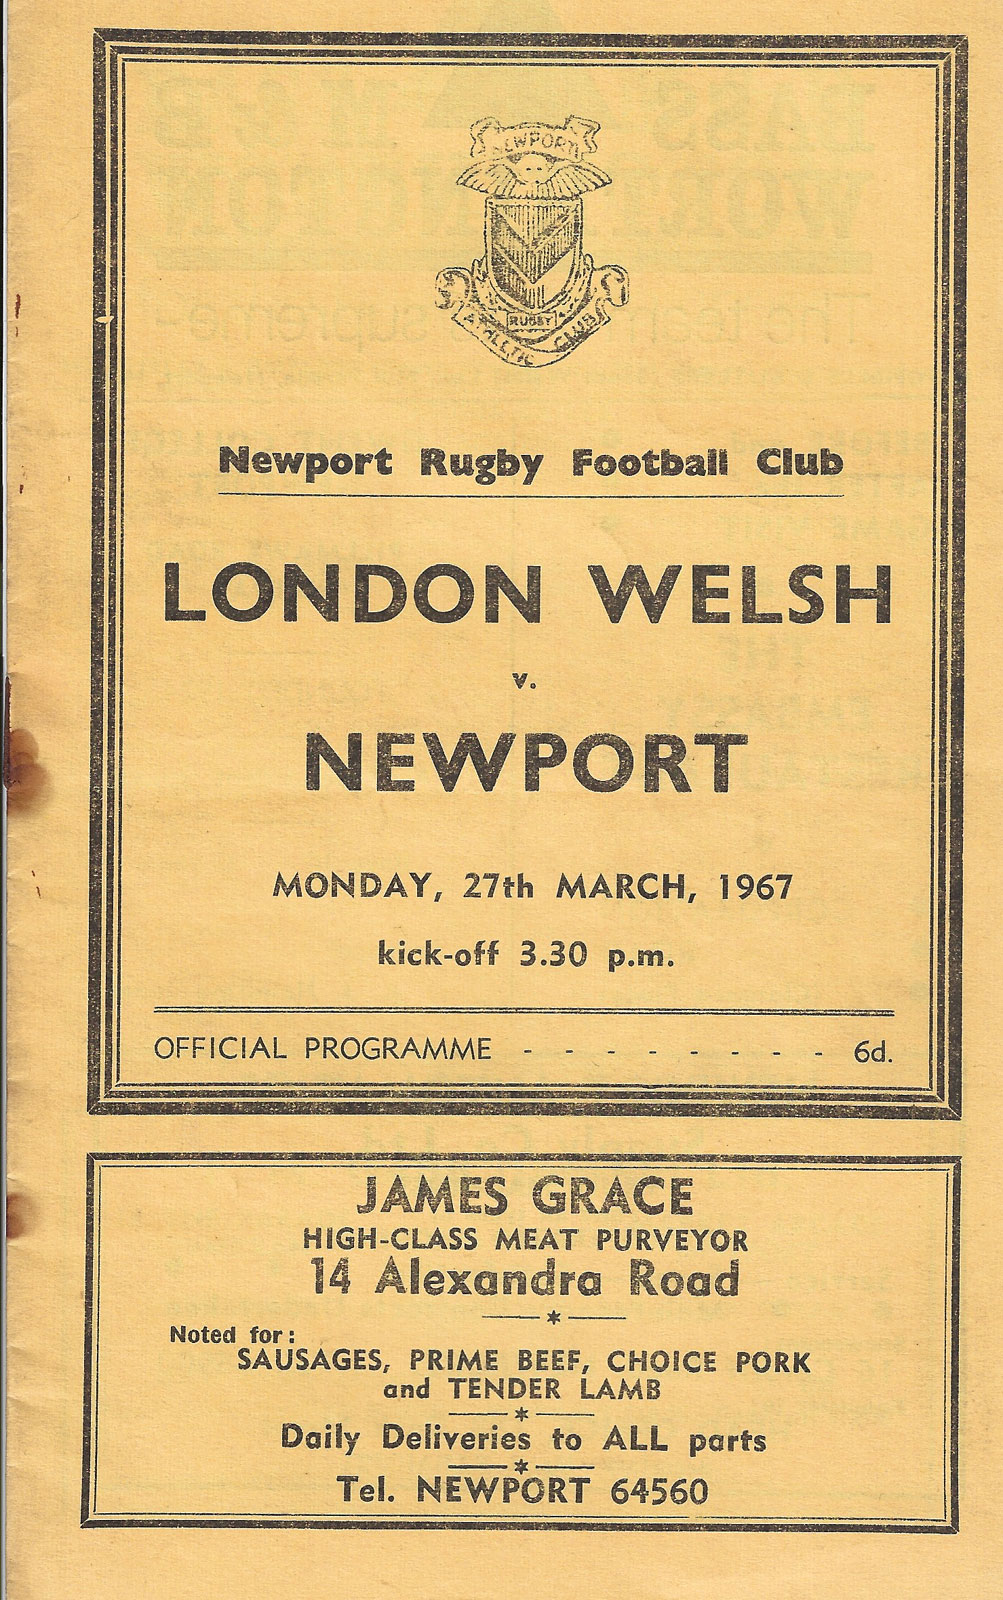 NEWPORT
RUGBY
ATHLETIC CLUB
Newport Rugby Football Club
LONDON WELSH
v.
NEWPORT
MONDAY, 27th MARCH, 1967
kick-off 3.30 p.m.
OFFICIAL PROGRAMME - - - - - - - - 6d.
JAMES GRACE
HIGH-CLASS MEAT PURVEYOR
14 Alexandra Road
Noted for:
SAUSAGES, PRIME BEEF, CHOICE PORK
and TENDER LAMB
Daily Deliveries to ALL parts
Tel. NEWPORT 64560